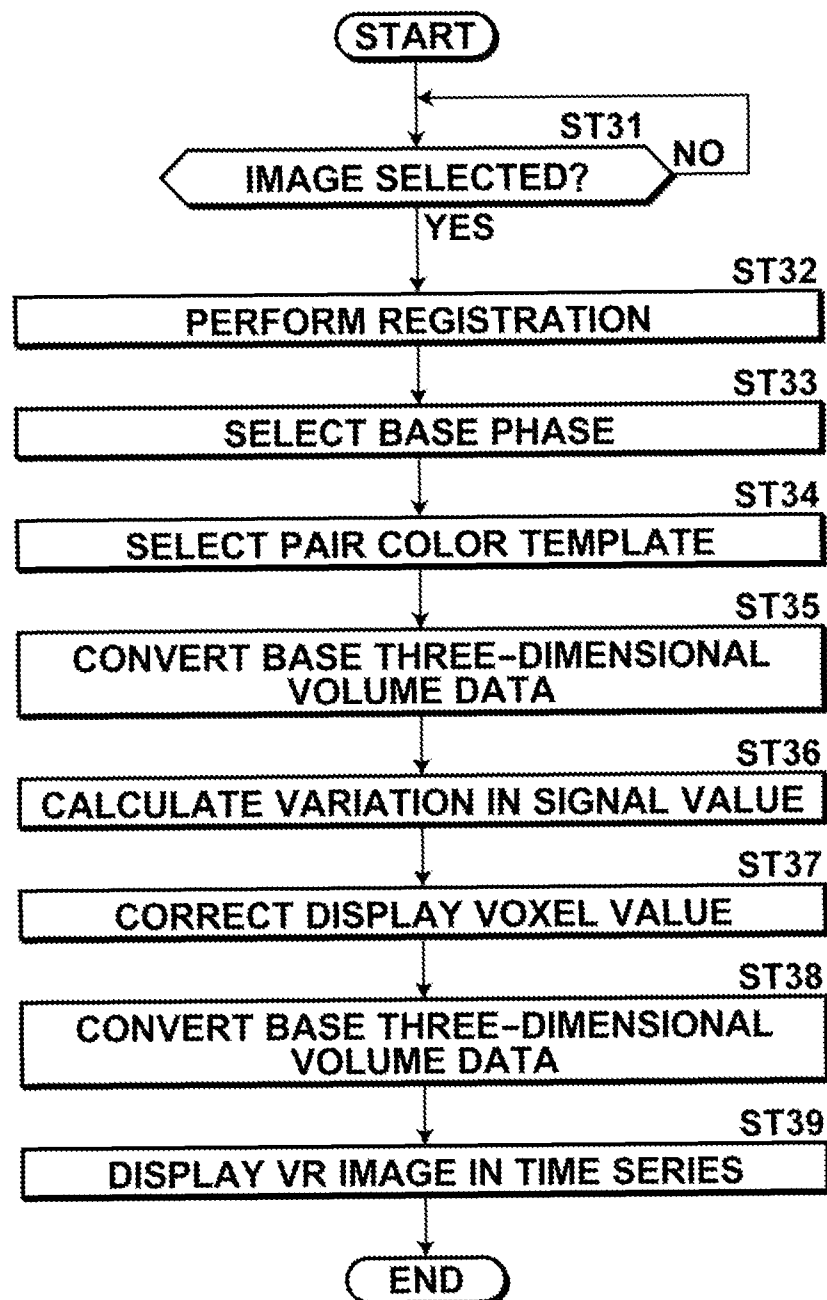 START
ST31
IMAGE SELECTED?
NO
YES
ST32
PERFORM REGISTRATION
ST33
SELECT BASE PHASE
ST34
SELECT PAIR COLOR TEMPLATE
ST35
CONVERT BASE THREE-DIMENSIONAL
VOLUME DATA
ST36
CALCULATE VARIATION IN SIGNAL VALUE
ST37
CORRECT DISPLAY VOXEL VALUE
ST38
CONVERT BASE THREE-DIMENSIONAL
VOLUME DATA
ST39
DISPLAY VR IMAGE IN TIME SERIES
END